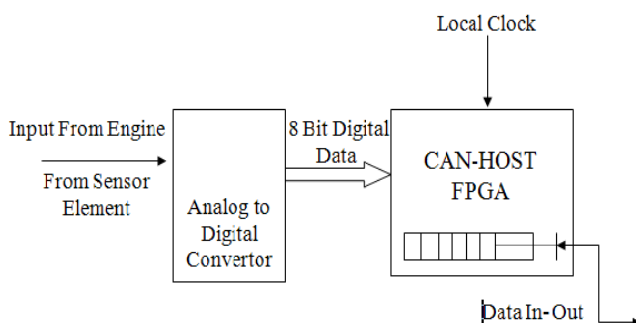 Local Clock
Input From Engine
From Sensor
Element
Analog to
Digital
Convertor
8 Bit Digital
Data
CAN-HOST
FPGA
Data In-Out